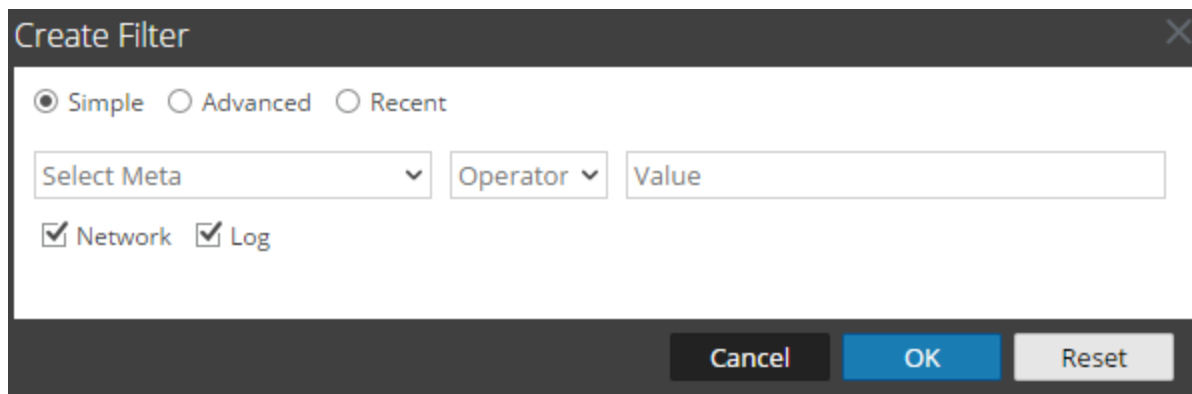 Create Filter
Simple Advanced Recent
Select Meta Operator Value
Network Log
Cancel OK Reset